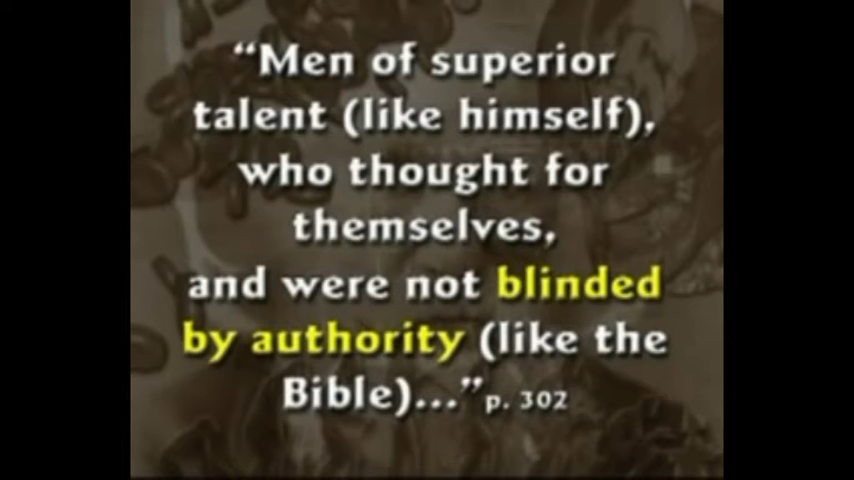 “Men of superior
talent (like himself),
who thought for
themselves,
and were not blinded
by authority (like the
Bible)...”p. 302